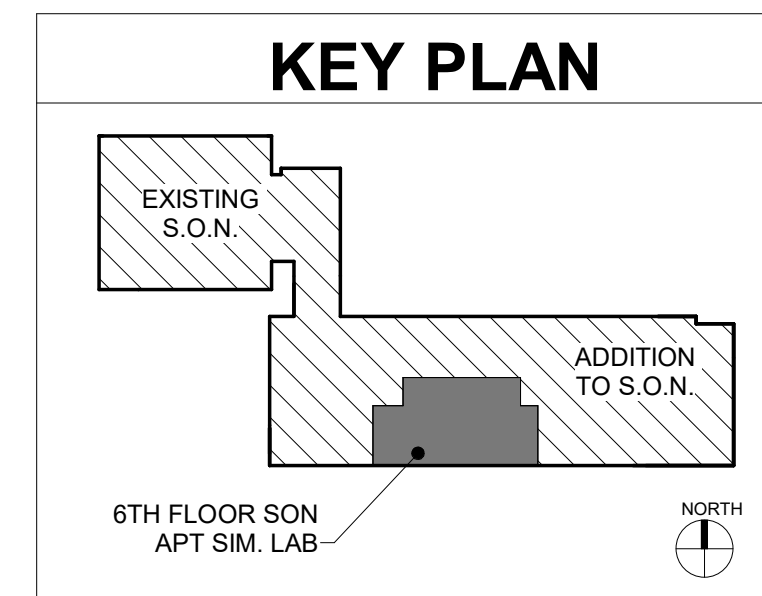 KEY PLAN
EXISTING
S.O.N.
ADDITION
TO S.O.N.
6TH FLOOR SON
APT SIM. LAB
NORTH